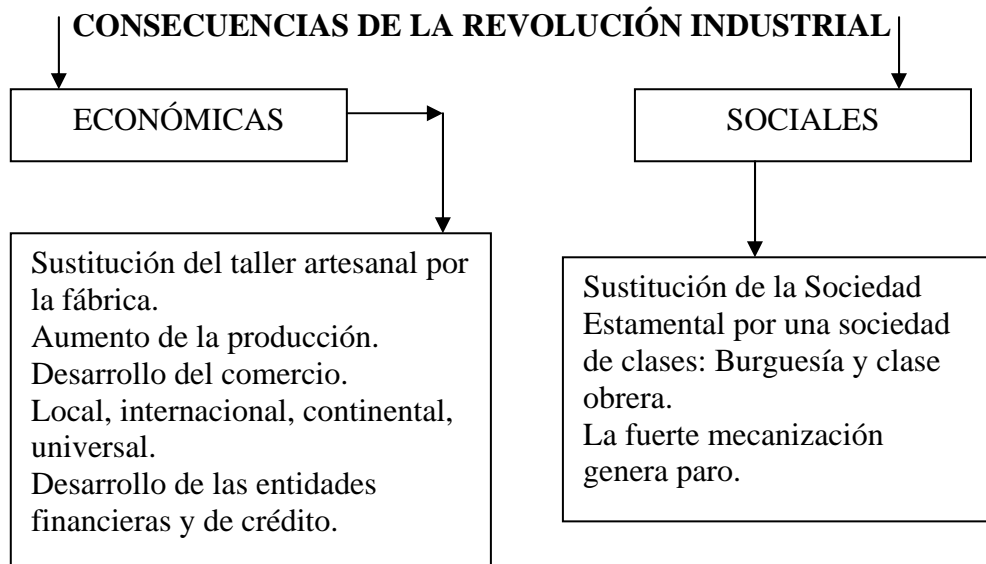 CONSECUENCIAS DE LA REVOLUCIÓN INDUSTRIAL
ECONÓMICAS
Sustitución del taller artesanal por
la fábrica.
Aumento de la producción.
Desarrollo del comercio.
Local, internacional, continental,
universal.
Desarrollo de las entidades
financieras y de crédito.
SOCIALES
Sustitución de la Sociedad
Estamental por una sociedad
de clases: Burguesía y clase
obrera.
La fuerte mecanización
genera paro.